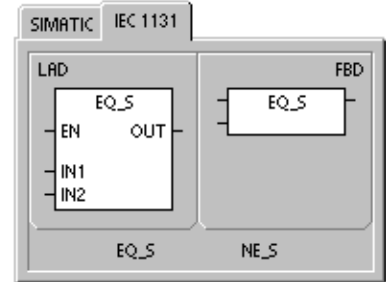 SIMATIC IEC 1131
LAD FBD
EQ_S EQ_S
EN OUT
IN1
IN2
EQ_S NE_S